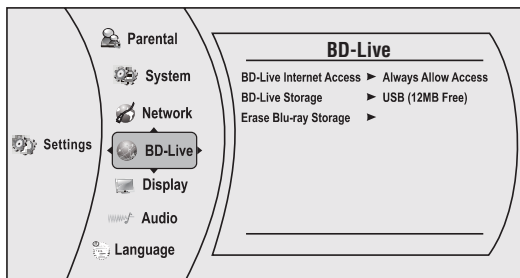 Settings
Parental
System
Network
BD-Live
Display
Audio
Language
BD-Live
BD-Live Internet Access ► Always Allow Access
BD-Live Storage ► USB (12MB Free)
Erase Blu-ray Storage ►